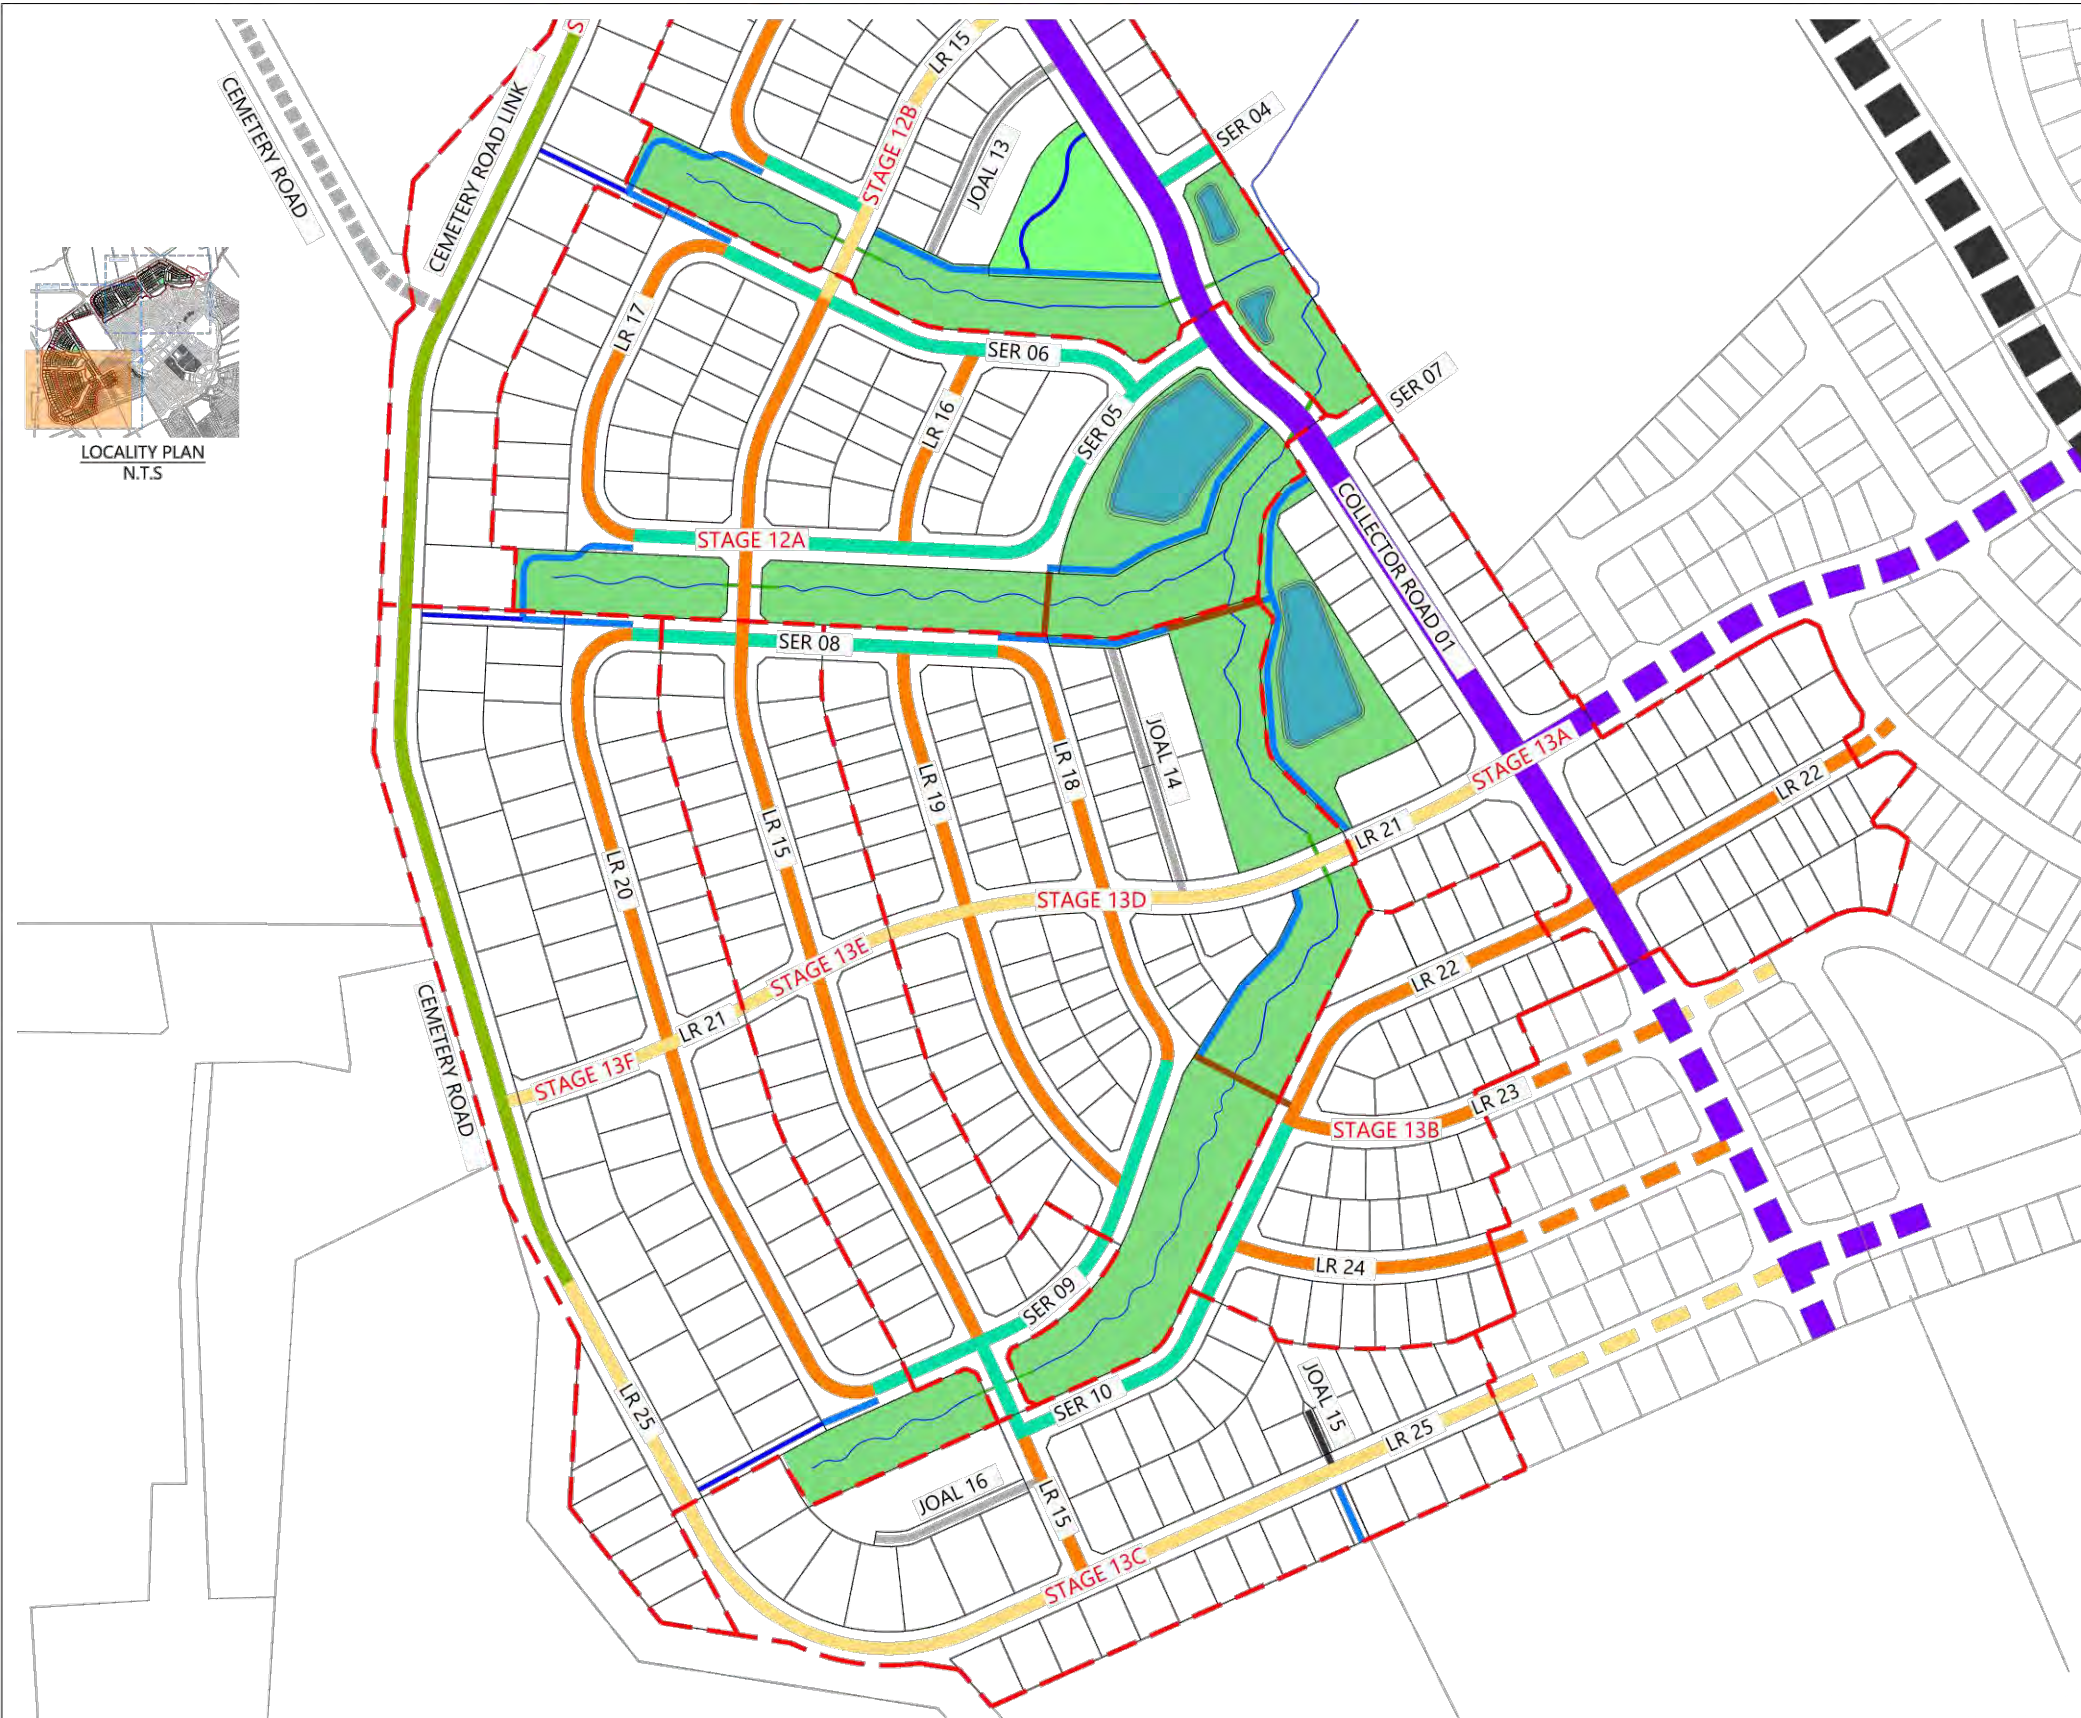 S
LR 15
CEMETERY ROAD
CEMETERY ROAD LINK
STAGE 12B
JOAL 13
SER 04
LR 17
SER 06
SER 07
LR 16
SER 05
LOCALITY PLAN
N.T.S
STAGE 12A
COLLECTOR ROAD 01
SER 08
JOAL 14
STAGE 13A
LR 18
LR 19
LR 22
LR 15
LR 21
LR 20
STAGE 13D
STAGE 13E
LR 22
CEMETERY ROAD
LR 21
STAGE 13F
LR 23
STAGE 13B
LR 24
SER 09
LR 25
SER 10
JOAL 15
LR 25
JOAL 16
LR 15
STAGE 13C